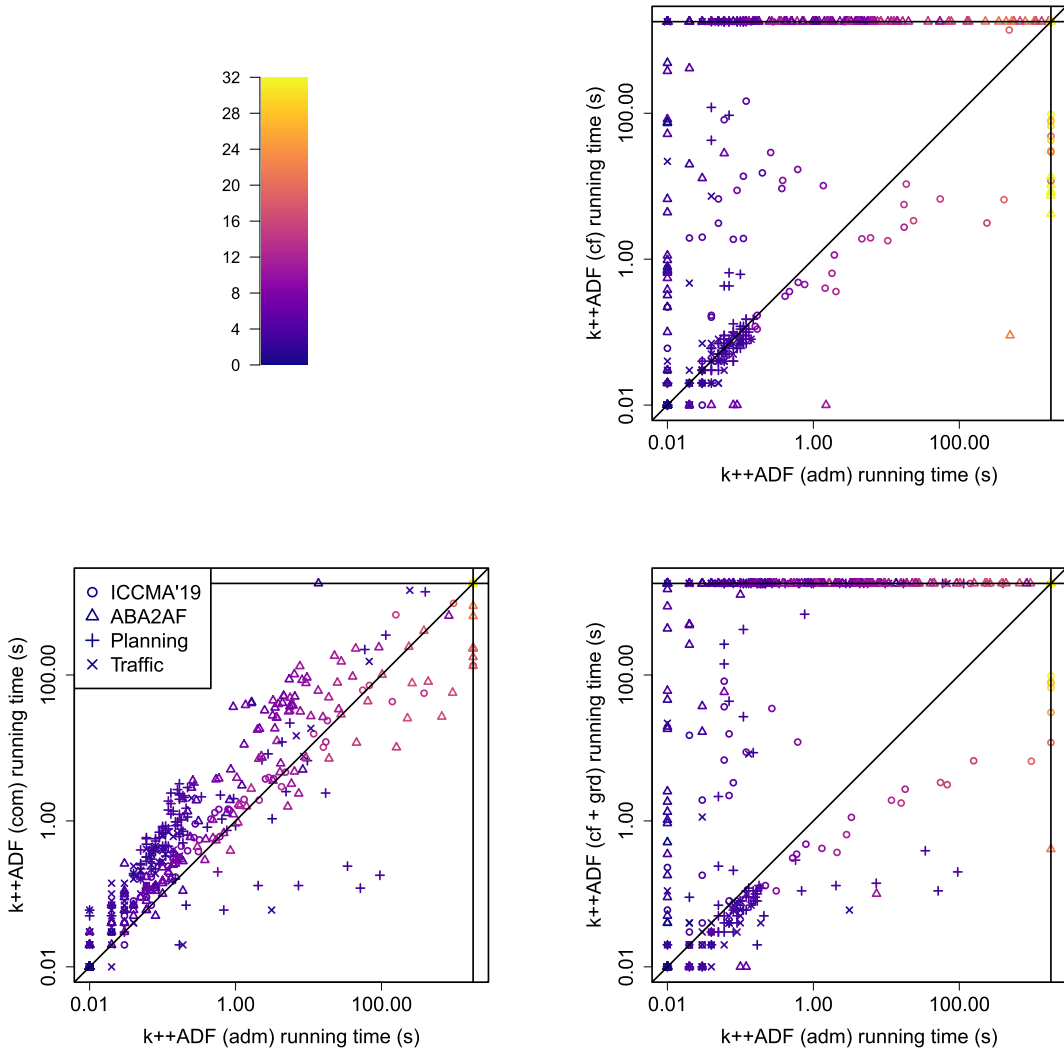 32
28
24
20
16
12
8
4
0
k++ADF (cf) running time (s)
100.00
1.00
0.01
0.01 1.00 100.00
k++ADF (adm) running time (s)
k++ADF (com) running time (s)
100.00
1.00
0.01
ICCMA'19
ABA2AF
Planning
Traffic
0.01 1.00 100.00
k++ADF (adm) running time (s)
k++ADF (cf + grd) running time (s)
100.00
1.00
0.01
0.01 1.00 100.00
k++ADF (adm) running time (s)